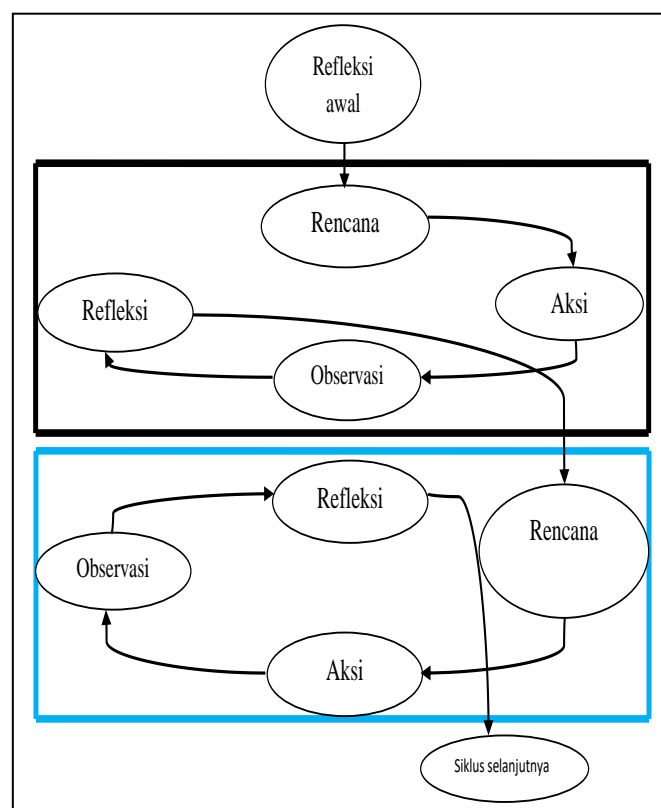 Refleksi
awal
Rencana
Aksi
Refleksi
Observasi
Refleksi
Rencana
Observasi
Aksi
Siklus selanjutnya